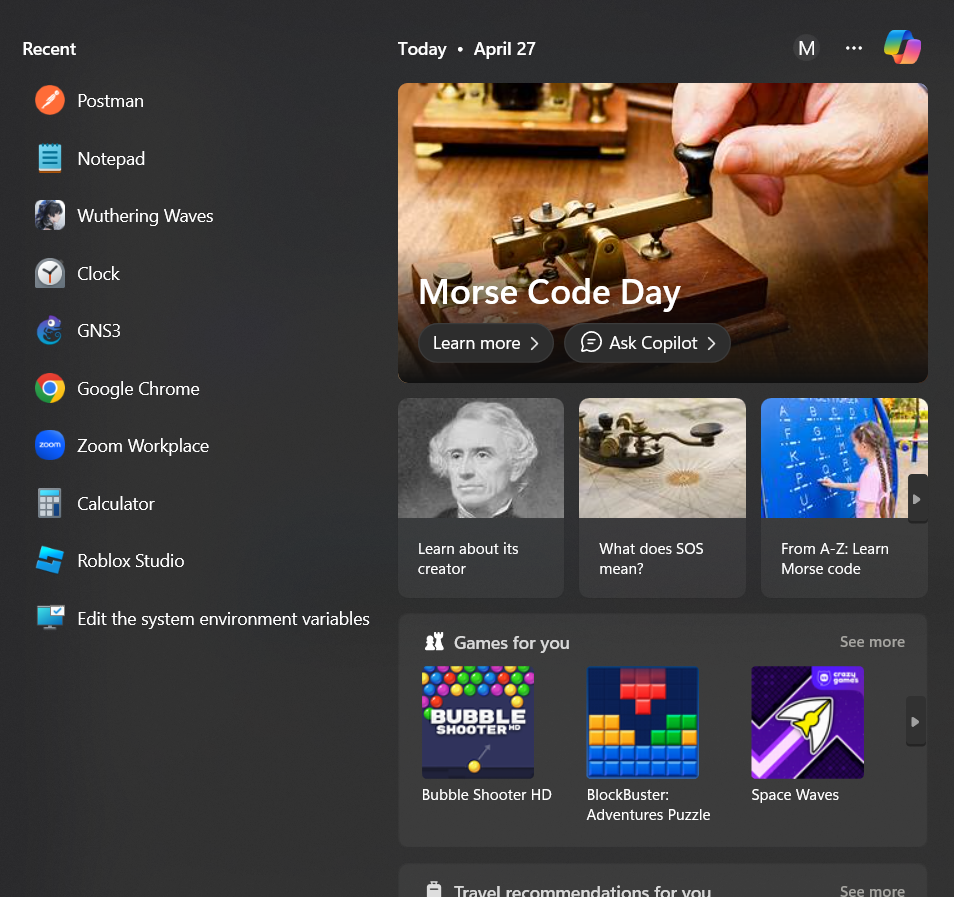 Recent
Postman
Notepad
Wuthering Waves
Clock
GNS3
Google Chrome
zoom
Zoom Workplace
Calculator
Roblox Studio
Edit the system environment variables
Today • April 27
M
Morse Code Day
Learn more
Ask Copilot
Learn about its
creator
What does SOS
mean?
A B C D E
F G
K L
P Q
U
From A-Z: Learn
Morse code
Games for you
See more
BUBBLE
SHOOTER HD
Bubble Shooter HD
BlockBuster:
Adventures Puzzle
crazy
games
Space Waves
Travel recommendations for you
See more